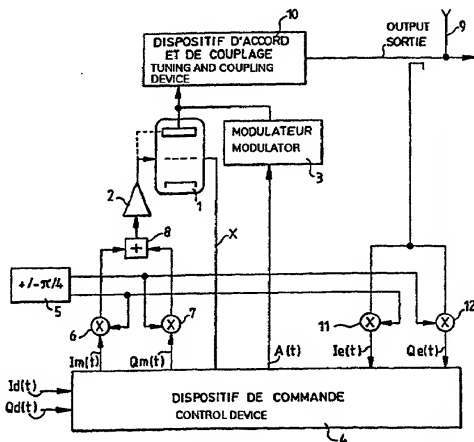 10
DISPOSITIF D'ACCORD
ET DE COUPLAGE
TUNING AND COUPLING
DEVICE
OUTPUT
SORTIE
9
MODULATEUR
MODULATOR
3
2
1
8
+
X
+/-π/4
5
6
X
X
7
11
X
X
12
Im(t)
Qm(t)
A(t)
Ie(t)
Qe(t)
Id(t)
Qd(t)
DISPOSITIF DE COMMANDE
CONTROL DEVICE
4